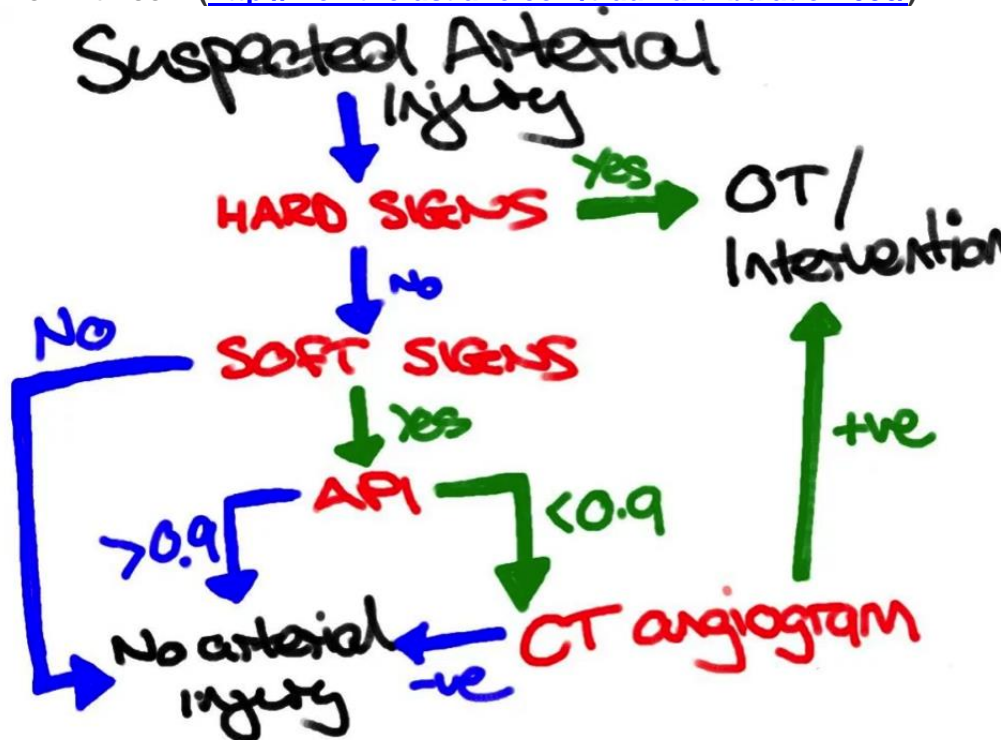 Suspected Arterial
Injury
HARD SIGNS
Yes
OT/
Intervention
No
No
SOFT SIGNS
Yes
+ve
API
>0.9
<0.9
No arterial
injury
-ve
CT angiogram